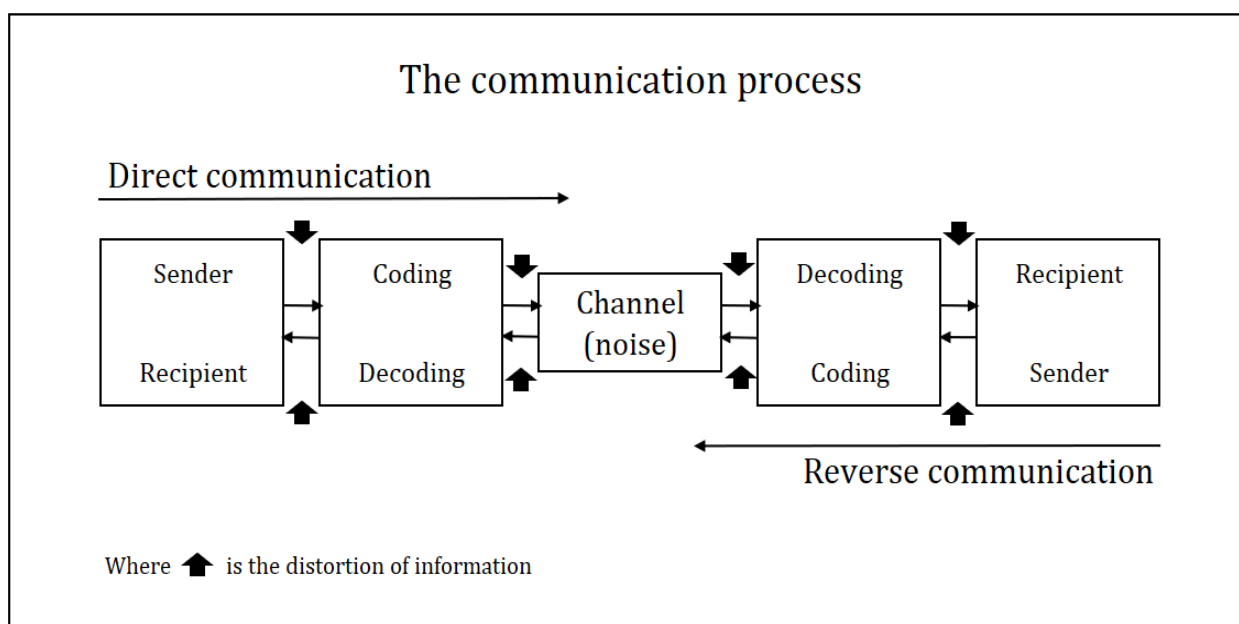 The communication process
Direct communication
Sender
Coding
Channel
(noise)
Decoding
Recipient
Recipient
Decoding
Coding
Sender
Reverse communication
Where is the distortion of information